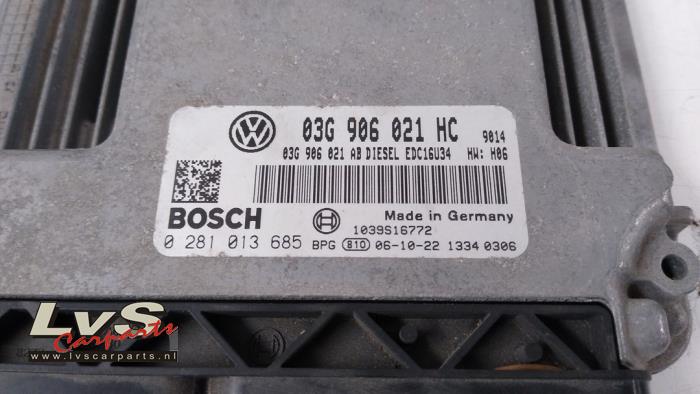 03G 906 021 HC 9014
03G 906 021 AB DIESEL EDC16U34 HW: H06
BOSCH
Made in Germany
1039S16772
0 281 013 685 BPG 810 06-10-22 1334 0306
LvS
Carparts
www.lvscarparts.nl